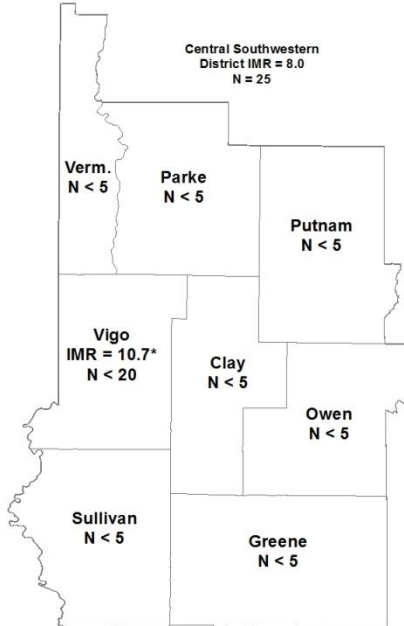 Central Southwestern
District IMR = 8.0
N = 25
Verm.
N < 5
Parke
N < 5
Putnam
N < 5
Vigo
IMR = 10.7*
N < 20
Clay
N < 5
Owen
N < 5
Sullivan
N < 5
Greene
N < 5